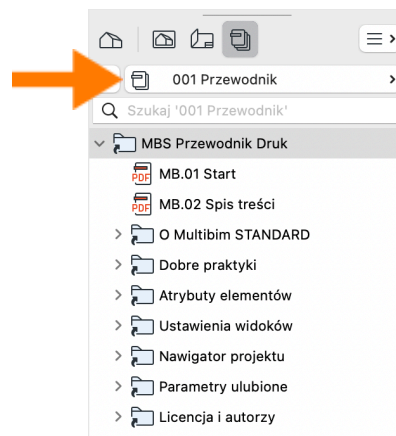 001 Przewodnik
Szukaj '001 Przewodnik'
MBS Przewodnik Druk
PDF MB.01 Start
PDF MB.02 Spis treści
O Multibim STANDARD
Dobre praktyki
Atrybuty elementów
Ustawienia widoków
Nawigator projektu
Parametry ulubione
Licencja i autorzy